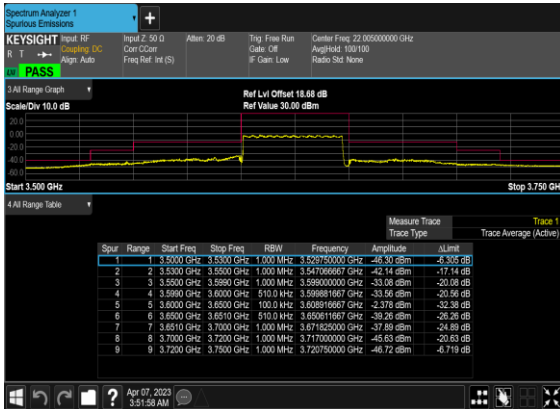 Spectrum Analyzer 1
Spurious Emissions
KEYSIGHT Input: RF Input Z: 50 Ω Atten: 20 dB Trig: Free Run Center Freq: 22.005000000 GHz
R T Coupling: DC Corr CCorr Gate: Off Avg|Hold: 100/100
Align: Auto Freq Ref: Int (S) IF Gain: Low Radio Std: None
LXI PASS
3 All Range Graph
Ref Lvl Offset 18.68 dB
Scale/Div 10.0 dB Ref Value 30.00 dBm
20.0
0.00
-20.0
-40.0
-60.0
Start 3.500 GHz Stop 3.750 GH
4 All Range Table
Measure Trace Trace 1
Trace Type Trace Average (Active)
Spur Range Start Freq Stop Freq RBW Frequency Amplitude ΔLimit
1 1 3.5000 GHz 3.5300 GHz 1.000 MHz 3.529750000 GHz -46.30 dBm -6.305 dB
2 2 3.5300 GHz 3.5500 GHz 1.000 MHz 3.547066667 GHz -42.14 dBm -17.14 dB
3 3 3.5500 GHz 3.5990 GHz 1.000 MHz 3.599000000 GHz -33.08 dBm -20.08 dB
4 4 3.5990 GHz 3.6000 GHz 510.0 kHz 3.599881667 GHz -33.56 dBm -20.56 dB
5 5 3.6000 GHz 3.6500 GHz 100.0 kHz 3.608916667 GHz -2.378 dBm -32.38 dB
6 6 3.6500 GHz 3.6510 GHz 510.0 kHz 3.650611667 GHz -39.26 dBm -26.26 dB
7 7 3.6510 GHz 3.7000 GHz 1.000 MHz 3.671825000 GHz -37.89 dBm -24.89 dB
8 8 3.7000 GHz 3.7200 GHz 1.000 MHz 3.717000000 GHz -45.63 dBm -20.63 dB
9 9 3.7200 GHz 3.7500 GHz 1.000 MHz 3.720750000 GHz -46.72 dBm -6.719 dB
Apr 07, 2023
3:51:58 AM